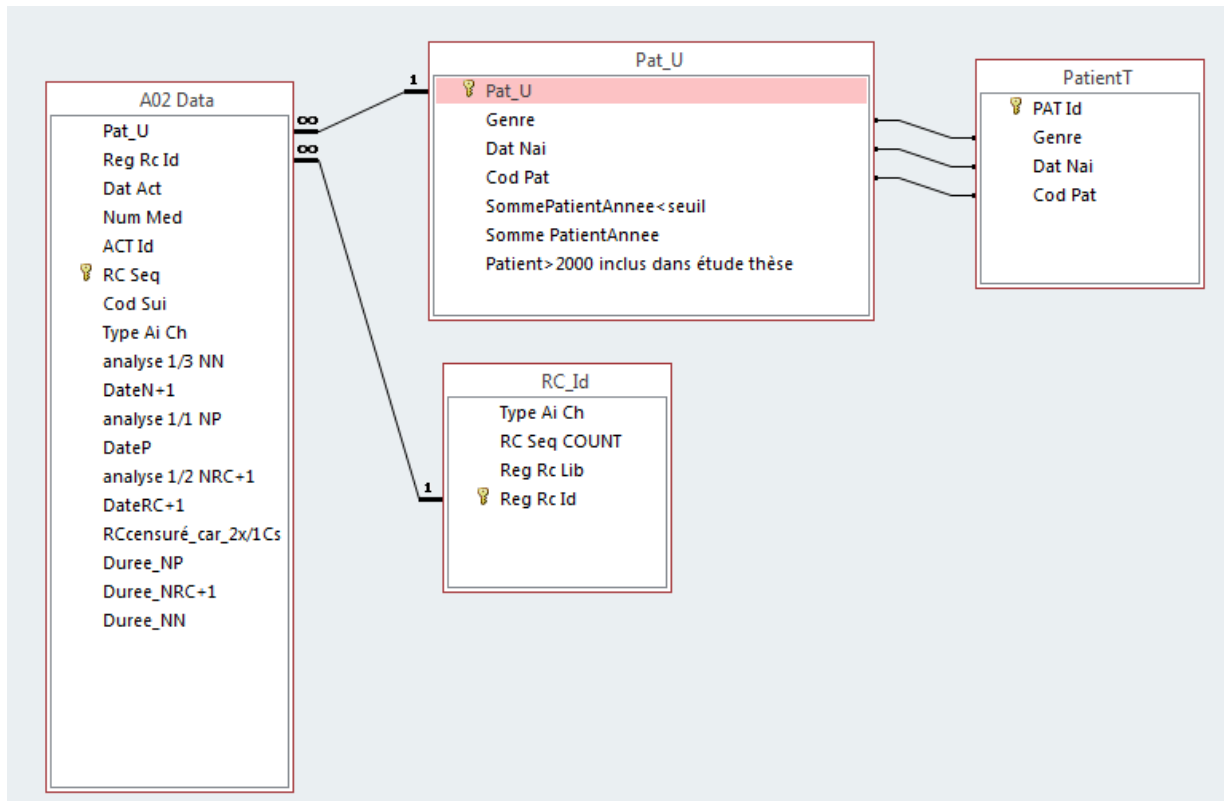 A02 Data
Pat_U
Reg Rc Id
Dat Act
Num Med
ACT Id
RC Seq
Cod Sui
Type Ai Ch
analyse 1/3 NN
DateN+1
analyse 1/1 NP
DateP
analyse 1/2 NRC+1
DateRC+1
RCcensuré_car_2x/1Cs
Duree_NP
Duree_NRC+1
Duree_NN
∞
∞
1
1
Pat_U
Pat_U
Genre
Dat Nai
Cod Pat
SommePatientAnnee<seuil
Somme PatientAnnee
Patient>2000 inclus dans étude thèse
RC_Id
Type Ai Ch
RC Seq COUNT
Reg Rc Lib
Reg Rc Id
PatientT
PAT Id
Genre
Dat Nai
Cod Pat